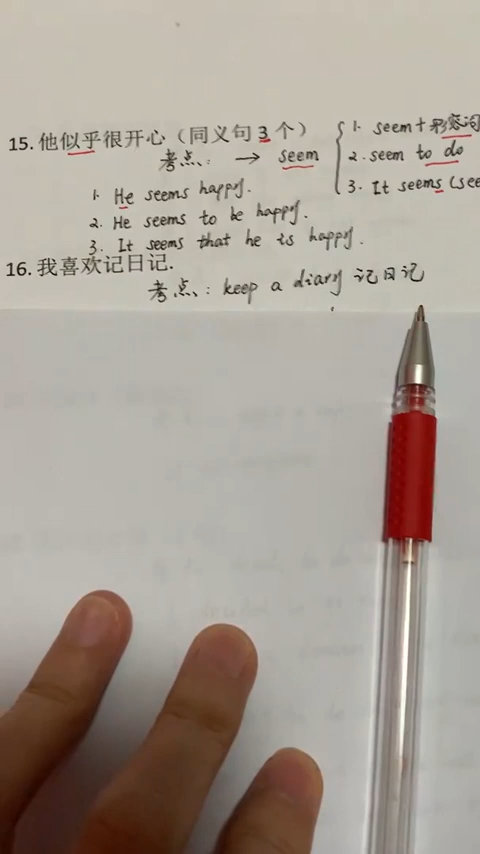 15. 他似乎很开心（同义句 3 个）
考点： → seem
1. seem + 形容词
2. seem to do
3. It seems (see
1. He seems happy.
2. He seems to be happy.
3. It seems that he is happy.
16. 我喜欢记日记.
考点：keep a diary 记日记